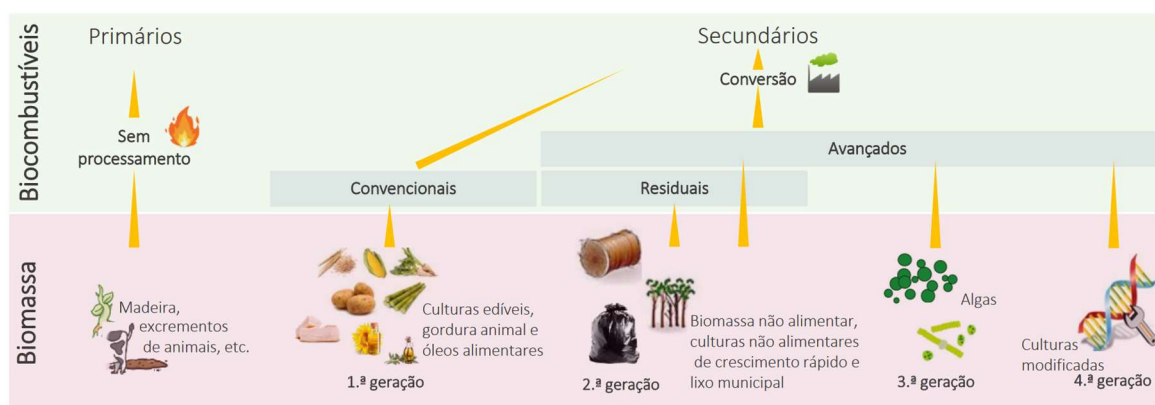 Biocombustíveis
Primários
Sem
processamento
Secundários
Conversão
Avançados
Convencionais
Residuais
Biomassa
Madeira,
excrementos
de animais, etc.
Culturas edíveis,
gordura animal e
óleos alimentares
1.ª geração
Biomassa não alimentar,
culturas não alimentares
de crescimento rápido e
lixo municipal
2.ª geração
Algas
3.ª geração
Culturas
modificadas
4.ª geração